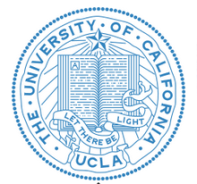 THE · UNIVERSITY · OF · CALIFORNIA
A
LET THERE BE LIGHT
UCLA